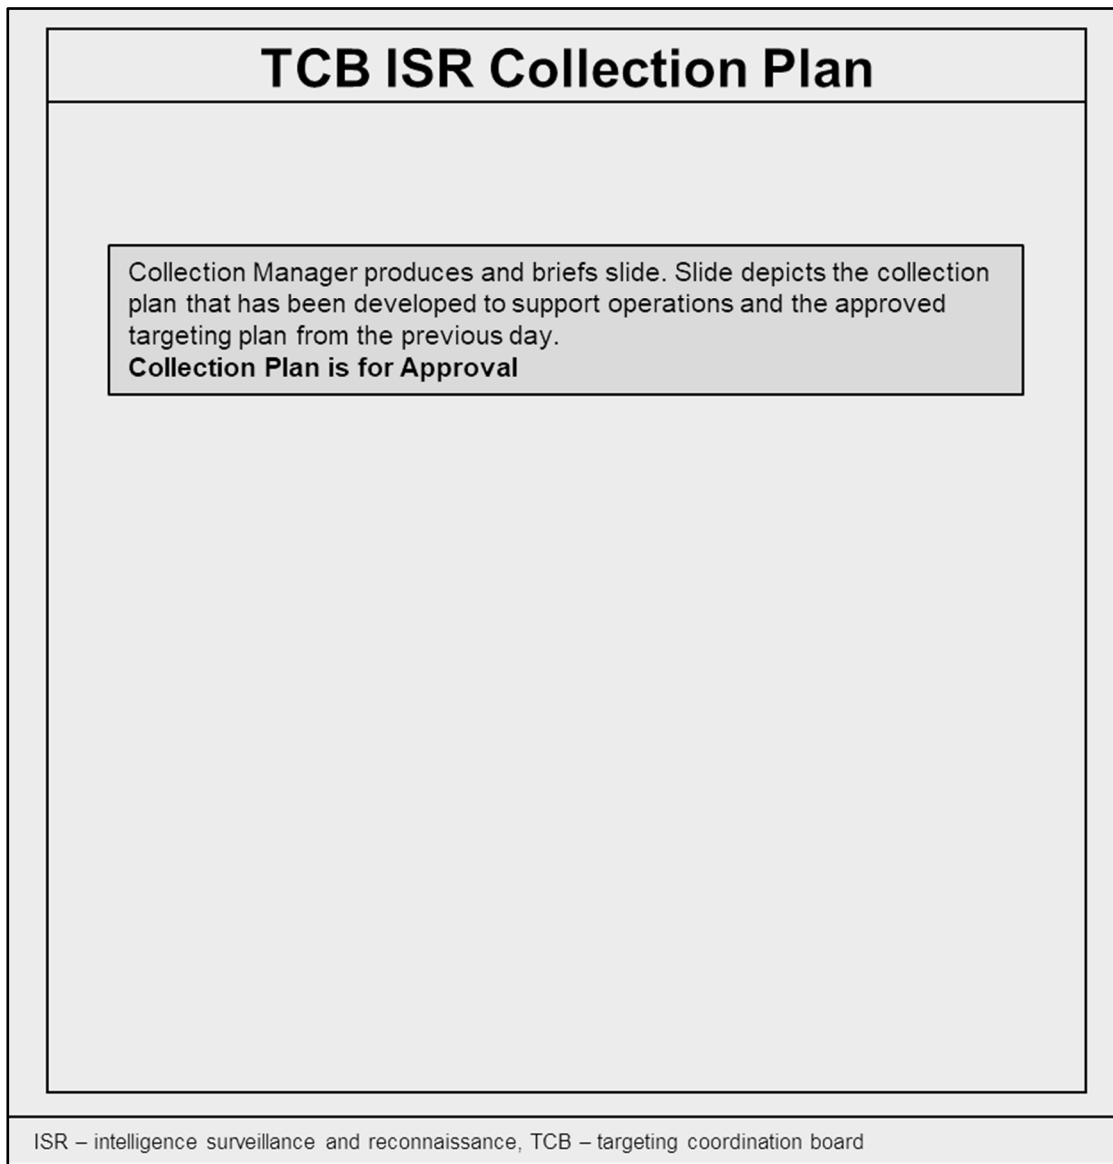 TCB ISR Collection Plan
Collection Manager produces and briefs slide. Slide depicts the collection
plan that has been developed to support operations and the approved
targeting plan from the previous day.
Collection Plan is for Approval
ISR – intelligence surveillance and reconnaissance, TCB – targeting coordination board